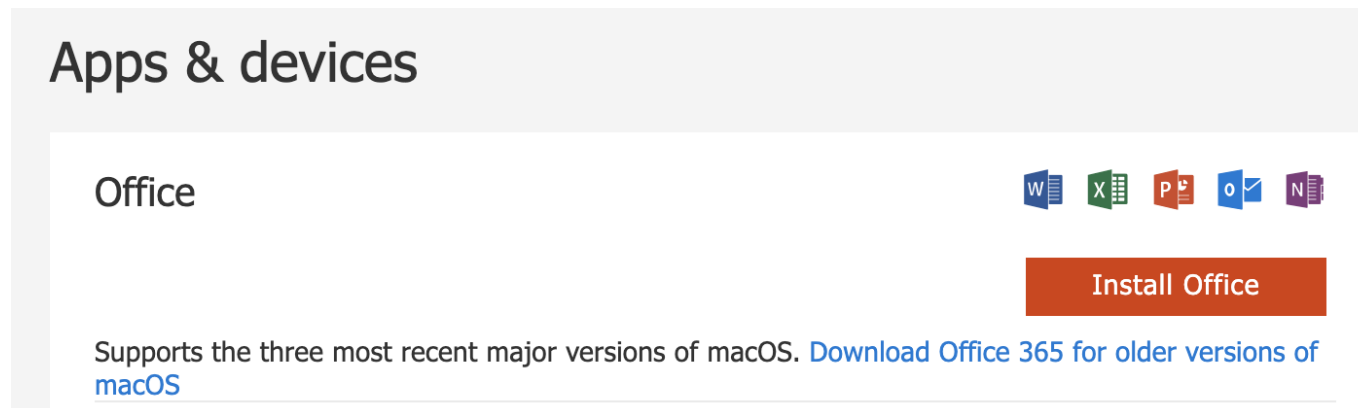 Apps & devices
Office
W X P O N
Install Office
Supports the three most recent major versions of macOS. Download Office 365 for older versions of
macOS